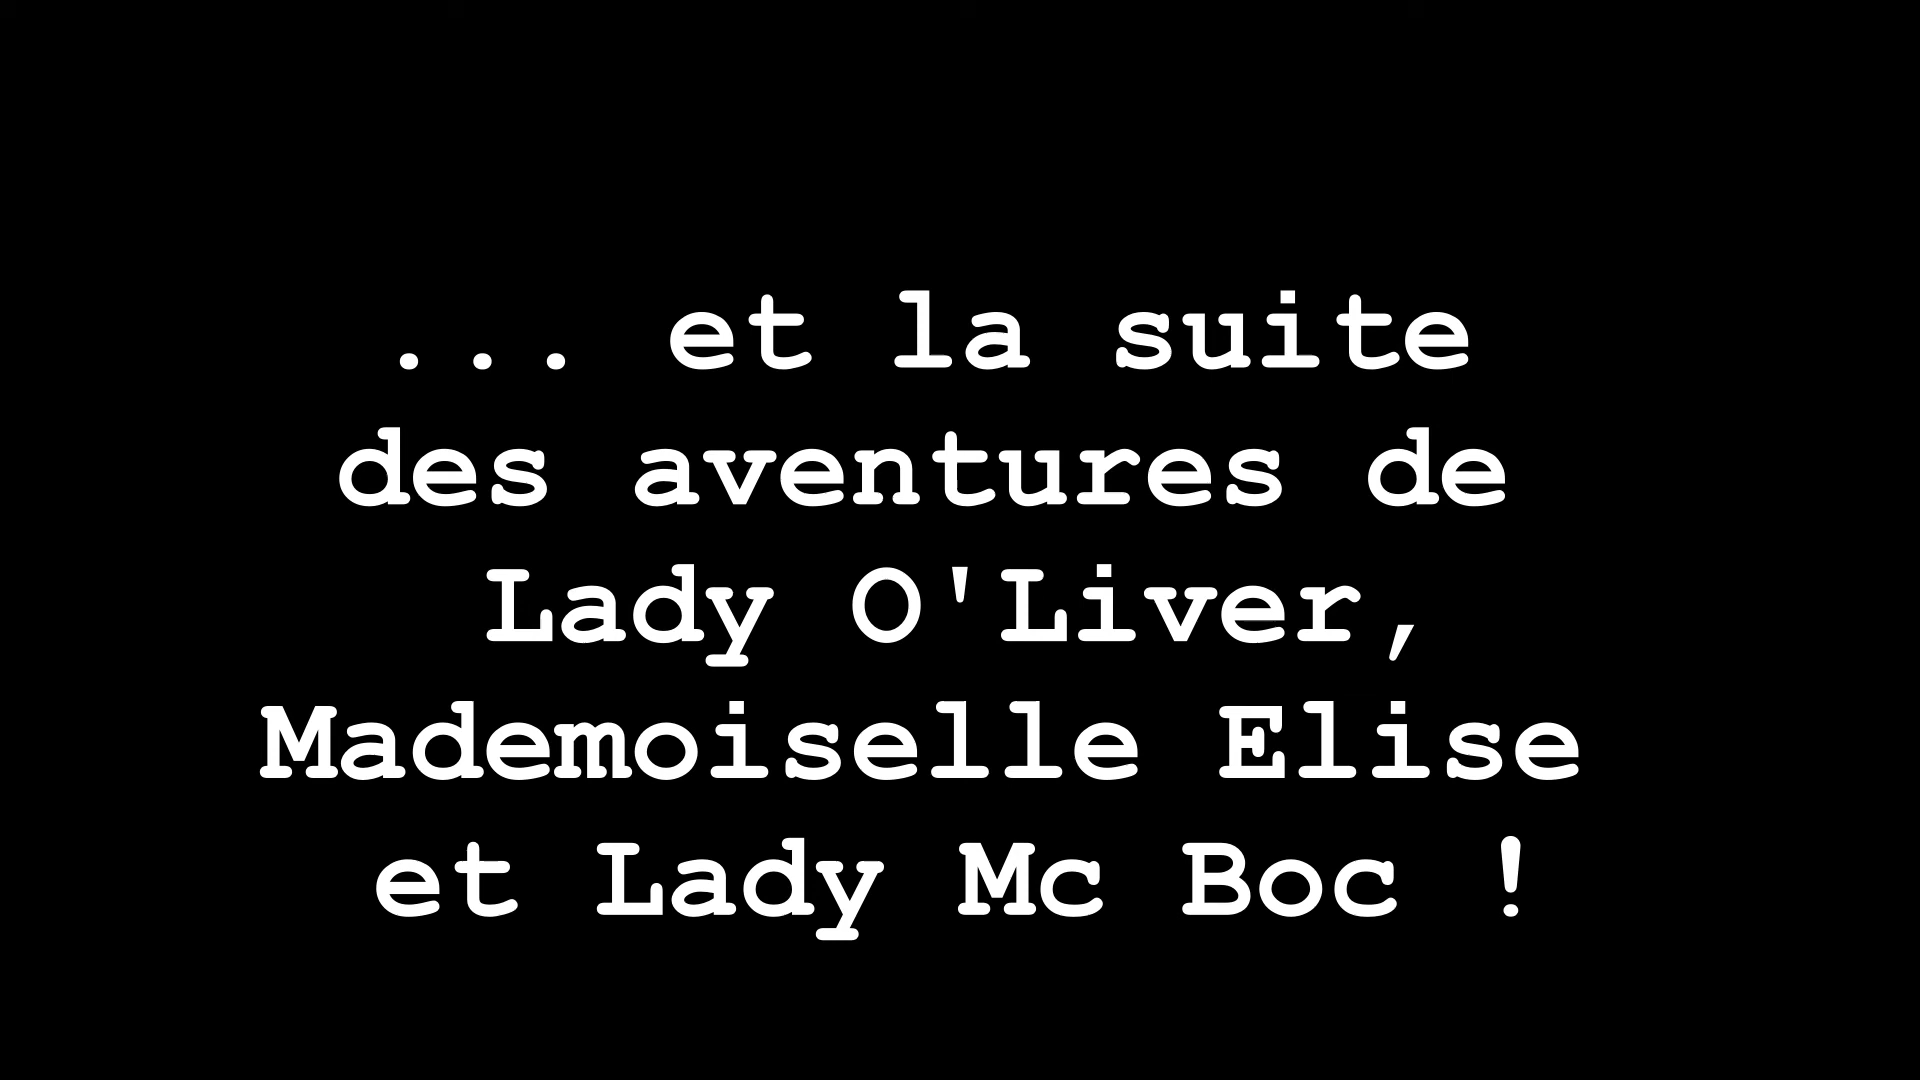 ... et la suite
des aventures de
Lady O'Liver,
Mademoiselle Elise
et Lady Mc Boc !